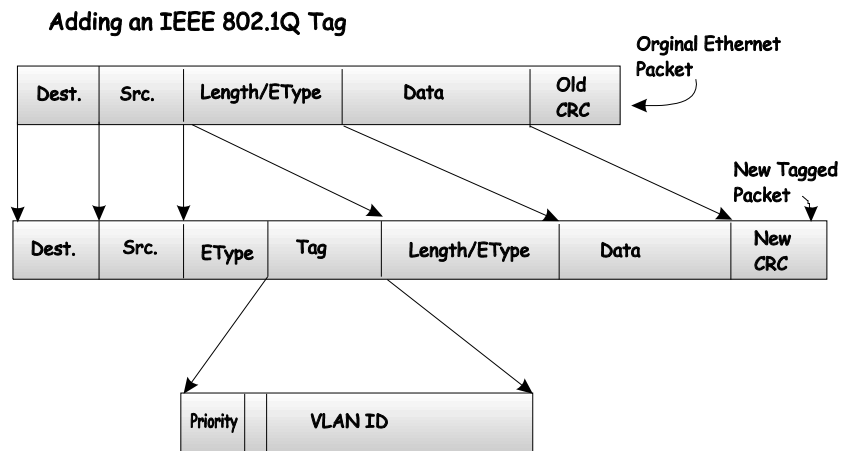 Adding an IEEE 802.1Q Tag
Orginal Ethernet
Packet
Dest.
Src.
Length/EType
Data
Old
CRC
New Tagged
Packet
Dest.
Src.
EType
Tag
Length/EType
Data
New
CRC
Priority
VLAN ID